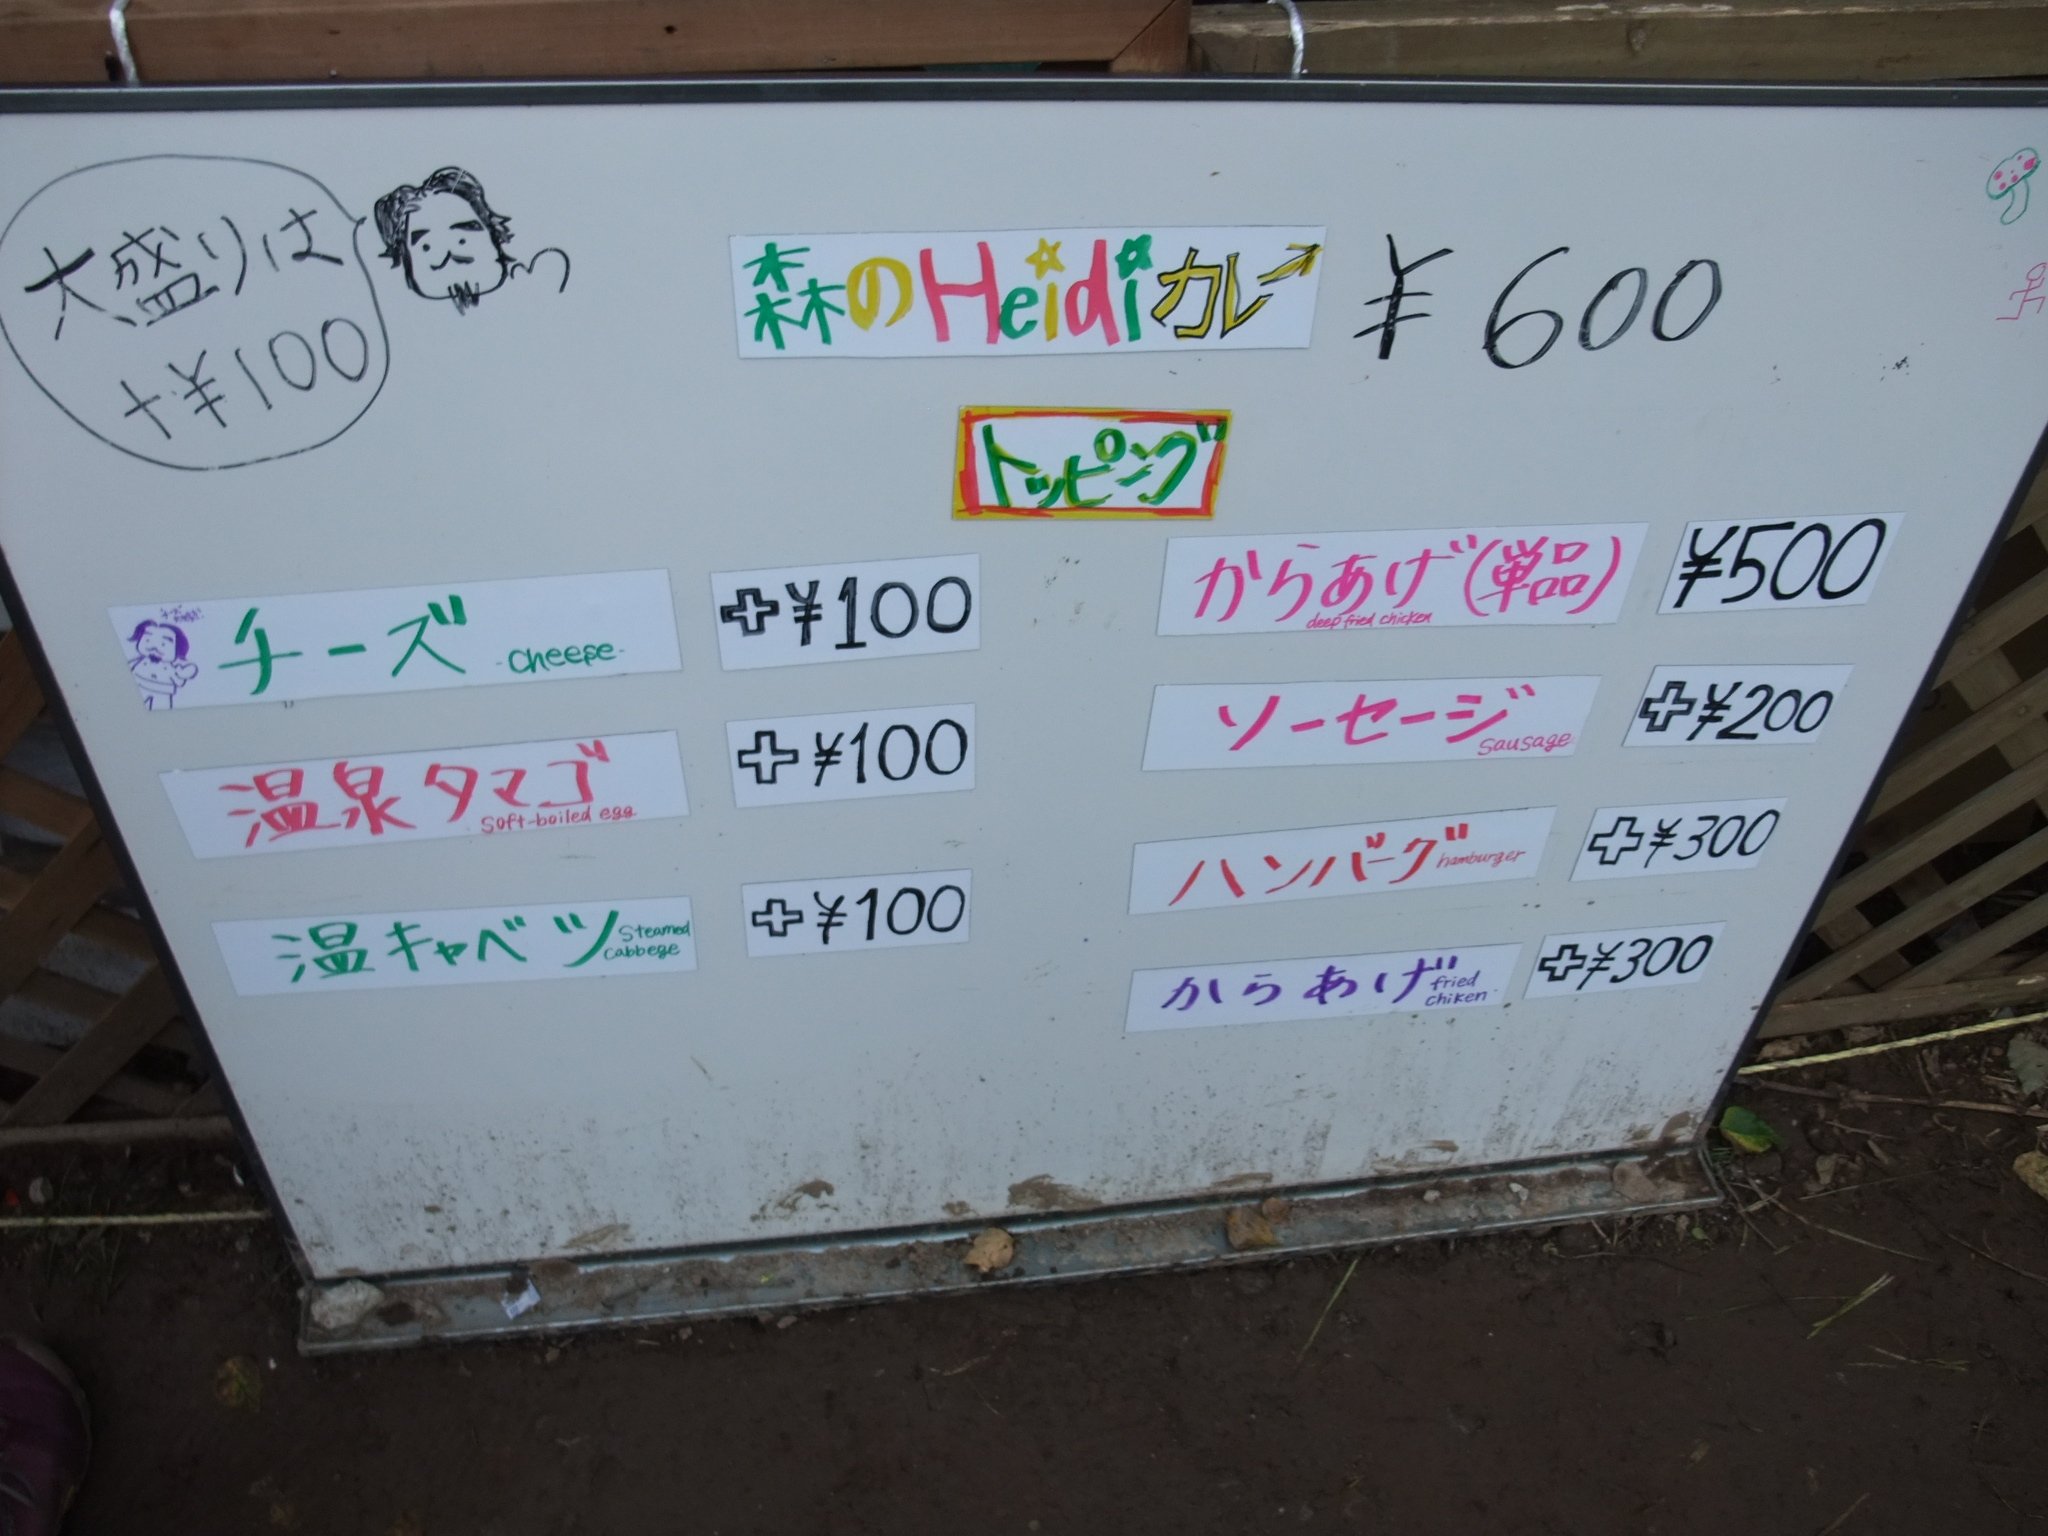 大盛りは
+¥100
森のHeidiカレー ¥600
トッピング
チーズ -cheese- +¥100
温泉タマゴ soft-boiled egg +¥100
温キャベツ steamed cabbege +¥100
からあげ(単品) ¥500
deep fried chicken
ソーセージ sausage +¥200
ハンバーグ hamburger +¥300
からあげ fried chiken +¥300